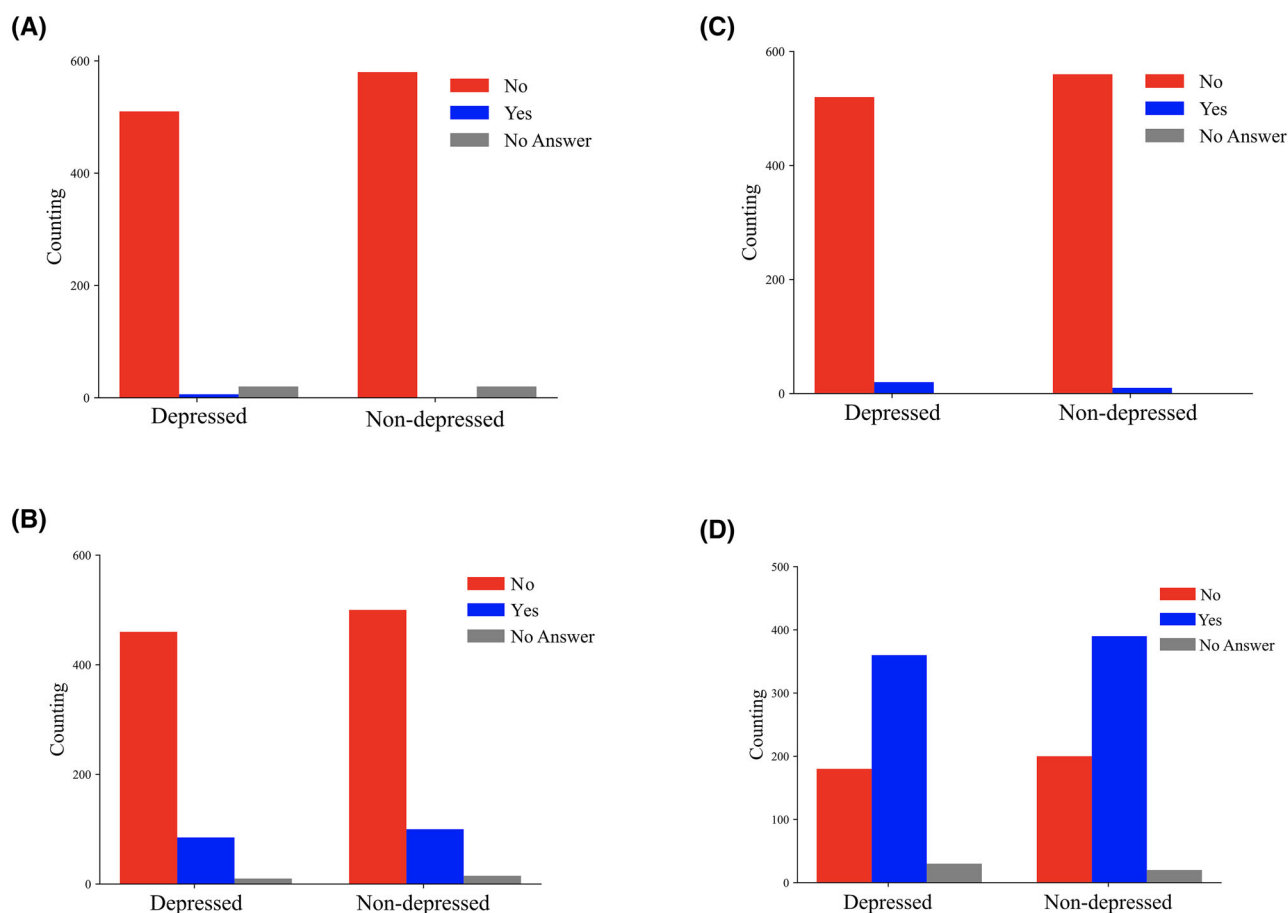 (A)
600
400
200
0
Counting
No
Yes
No Answer
Depressed
Non-depressed
(C)
600
400
200
0
Counting
No
Yes
No Answer
Depressed
Non-depressed
(B)
600
400
200
0
Counting
No
Yes
No Answer
Depressed
Non-depressed
(D)
500
400
300
200
100
0
Counting
No
Yes
No Answer
Depressed
Non-depressed